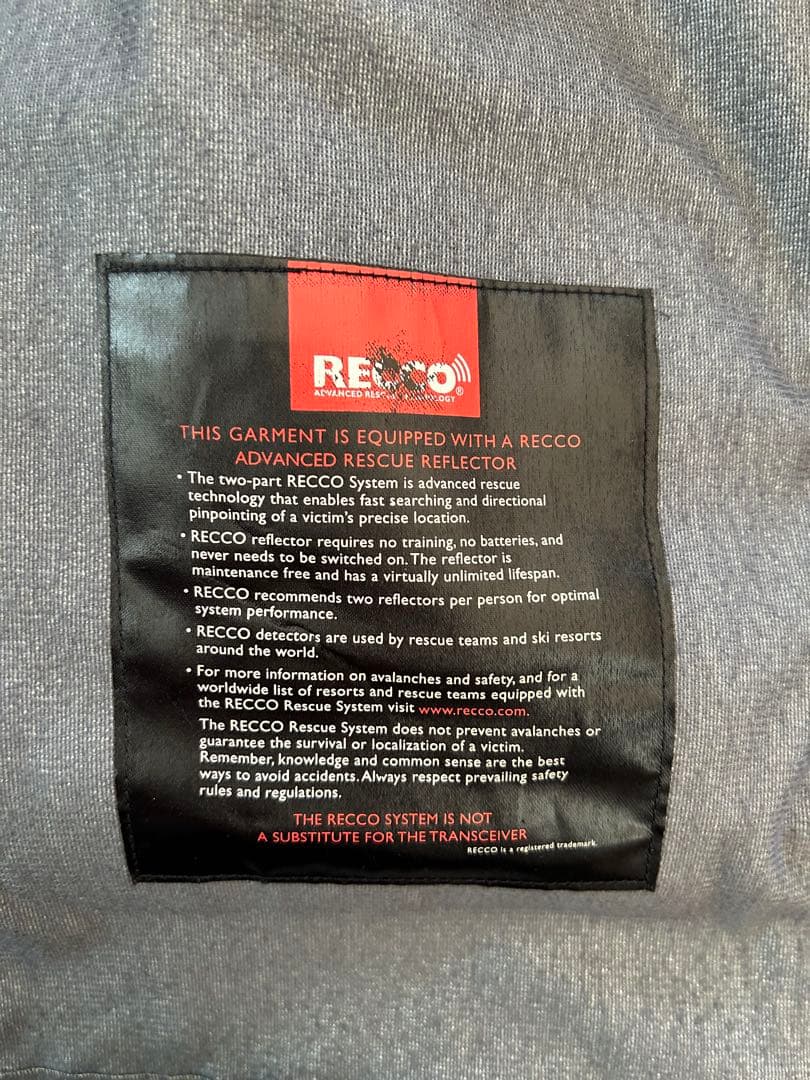 RECCO®
ADVANCED RESCUE TECHNOLOGY
THIS GARMENT IS EQUIPPED WITH A RECCO
ADVANCED RESCUE REFLECTOR
• The two-part RECCO System is advanced rescue
technology that enables fast searching and directional
pinpointing of a victim's precise location.
• RECCO reflector requires no training, no batteries, and
never needs to be switched on. The reflector is
maintenance free and has a virtually unlimited lifespan.
• RECCO recommends two reflectors per person for optimal
system performance.
• RECCO detectors are used by rescue teams and ski resorts
around the world.
• For more information on avalanches and safety, and for a
worldwide list of resorts and rescue teams equipped with
the RECCO Rescue System visit www.recco.com.
The RECCO Rescue System does not prevent avalanches or
guarantee the survival or localization of a victim.
Remember, knowledge and common sense are the best
ways to avoid accidents. Always respect prevailing safety
rules and regulations.
THE RECCO SYSTEM IS NOT
A SUBSTITUTE FOR THE TRANSCEIVER
RECCO is a registered trademark.